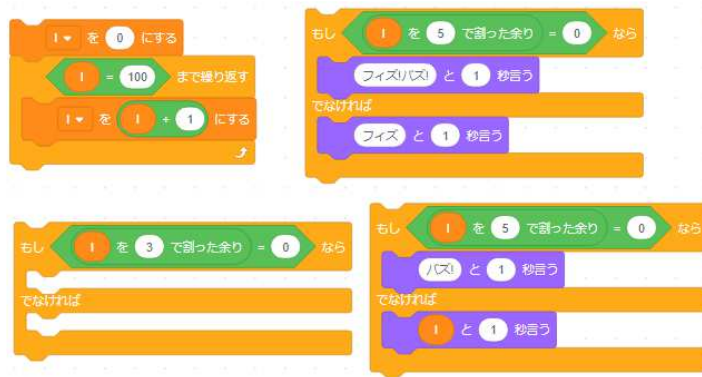 I ▼ を 0 にする
I = 100 まで繰り返す
I ▼ を I + 1 にする
もし I を 5 で割った余り = 0 なら
フィズ!バズ! と 1 秒言う
でなければ
フィズ と 1 秒言う
もし I を 3 で割った余り = 0 なら
でなければ
もし I を 5 で割った余り = 0 なら
バズ! と 1 秒言う
でなければ
I と 1 秒言う